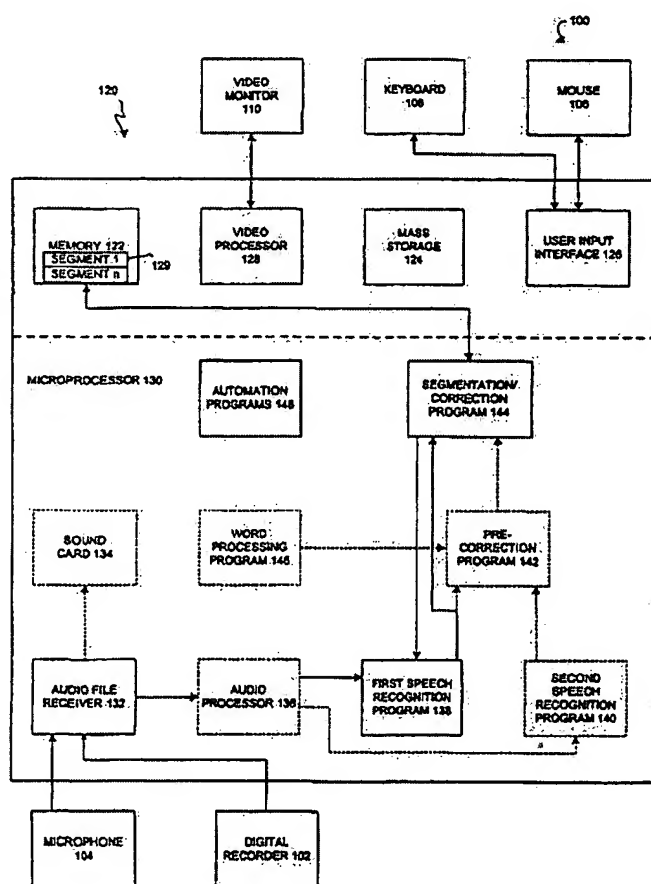 100
120
VIDEO
MONITOR
110
KEYBOARD
108
MOUSE
106
MEMORY 122
SEGMENT 1
SEGMENT n
129
VIDEO
PROCESSOR
128
MASS
STORAGE
124
USER INPUT
INTERFACE 126
MICROPROCESSOR 130
AUTOMATION
PROGRAMS 148
SEGMENTATION/
CORRECTION
PROGRAM 144
SOUND
CARD 134
WORD
PROCESSING
PROGRAM 146
PRE-
CORRECTION
PROGRAM 142
AUDIO FILE
RECEIVER 132
AUDIO
PROCESSOR 136
FIRST SPEECH
RECOGNITION
PROGRAM 138
SECOND
SPEECH
RECOGNITION
PROGRAM 140
MICROPHONE
104
DIGITAL
RECORDER 102